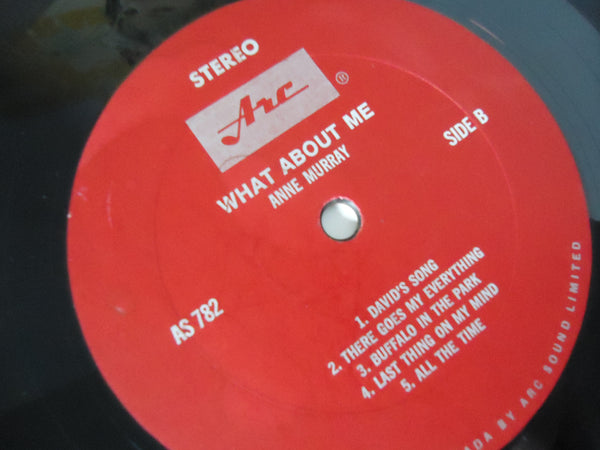 STEREO
Arc ®
WHAT ABOUT ME
ANNE MURRAY
SIDE B
AS 782
1. DAVID'S SONG
2. THERE GOES MY EVERYTHING
3. BUFFALO IN THE PARK
4. LAST THING ON MY MIND
5. ALL THE TIME
BY ARC SOUND LIMITED